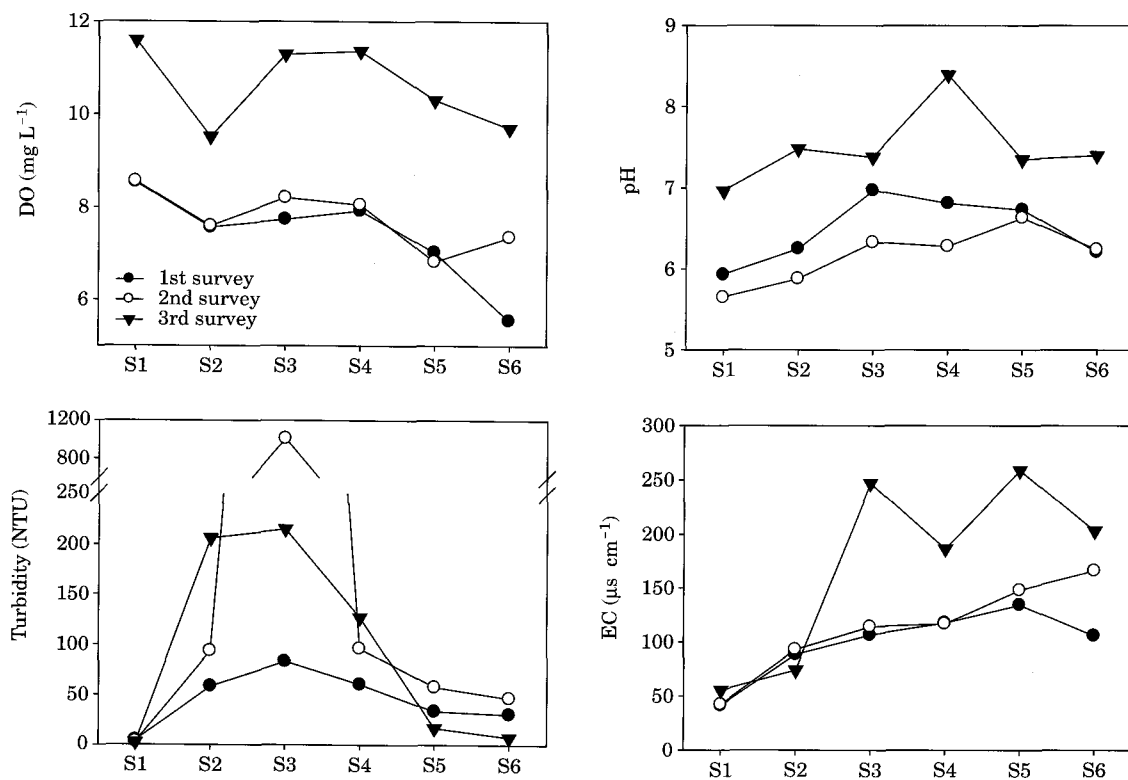 12
10
8
6
DO (mg L⁻¹)
1st survey
2nd survey
3rd survey
S1 S2 S3 S4 S5 S6
9
8
7
6
5
pH
S1 S2 S3 S4 S5 S6
1200
800
250
200
150
100
50
0
Turbidity (NTU)
S1 S2 S3 S4 S5 S6
300
250
200
150
100
50
0
EC (μs cm⁻¹)
S1 S2 S3 S4 S5 S6